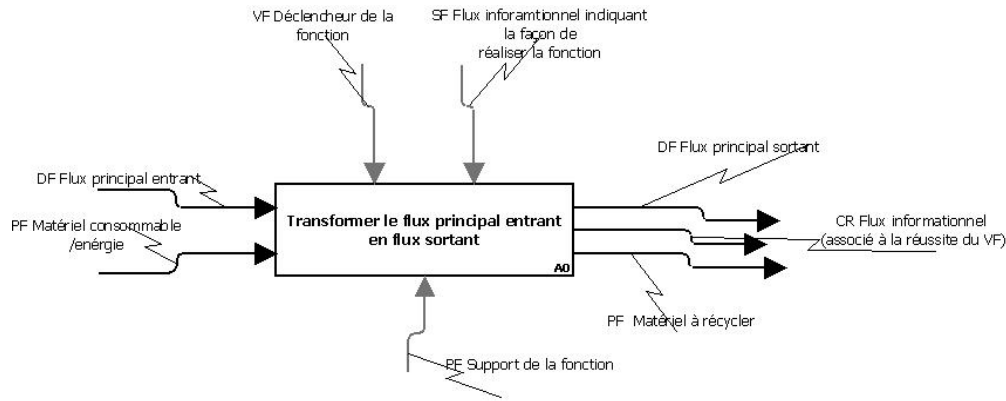 VF Déclencheur de la
fonction
SF Flux inforamtionnel indiquant
la façon de
réaliser la fonction
DF Flux principal sortant
DF Flux principal entrant
PF Matériel consommable
/enérgie
Transformer le flux principal entrant
en flux sortant
A0
CR Flux informationnel
(associé à la réussite du VF)
PF Matériel à récycler
PF Support de la fonction